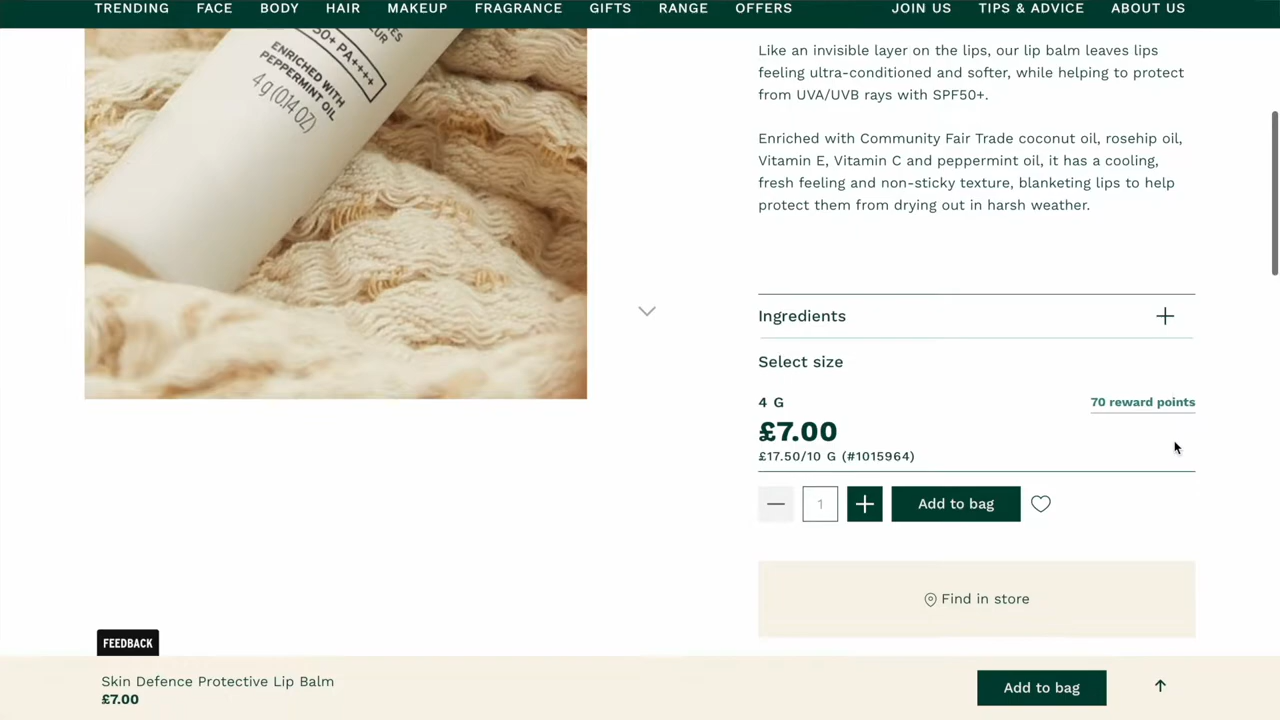 TRENDING FACE BODY HAIR MAKEUP FRAGRANCE GIFTS RANGE OFFERS JOIN US TIPS & ADVICE ABOUT US
50+ PA++++
ENRICHED WITH
PEPPERMINT OIL
4g (0.14 OZ)
Like an invisible layer on the lips, our lip balm leaves lips
feeling ultra-conditioned and softer, while helping to protect
from UVA/UVB rays with SPF50+.
Enriched with Community Fair Trade coconut oil, rosehip oil,
Vitamin E, Vitamin C and peppermint oil, it has a cooling,
fresh feeling and non-sticky texture, blanketing lips to help
protect them from drying out in harsh weather.
Ingredients
Select size
4 G 70 reward points
£7.00
£17.50/10 G (#1015964)
1 Add to bag
Find in store
FEEDBACK
Skin Defence Protective Lip Balm
£7.00
Add to bag